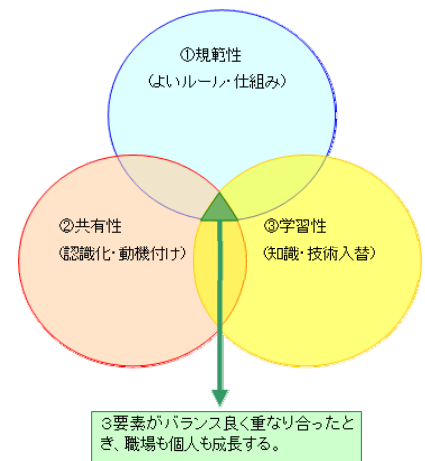 ①規範性
(よいルール・仕組み)
②共有性
(認識化・動機付け)
③学習性
(知識・技術入替)
3要素がバランス良く重なり合ったと
き、職場も個人も成長する。